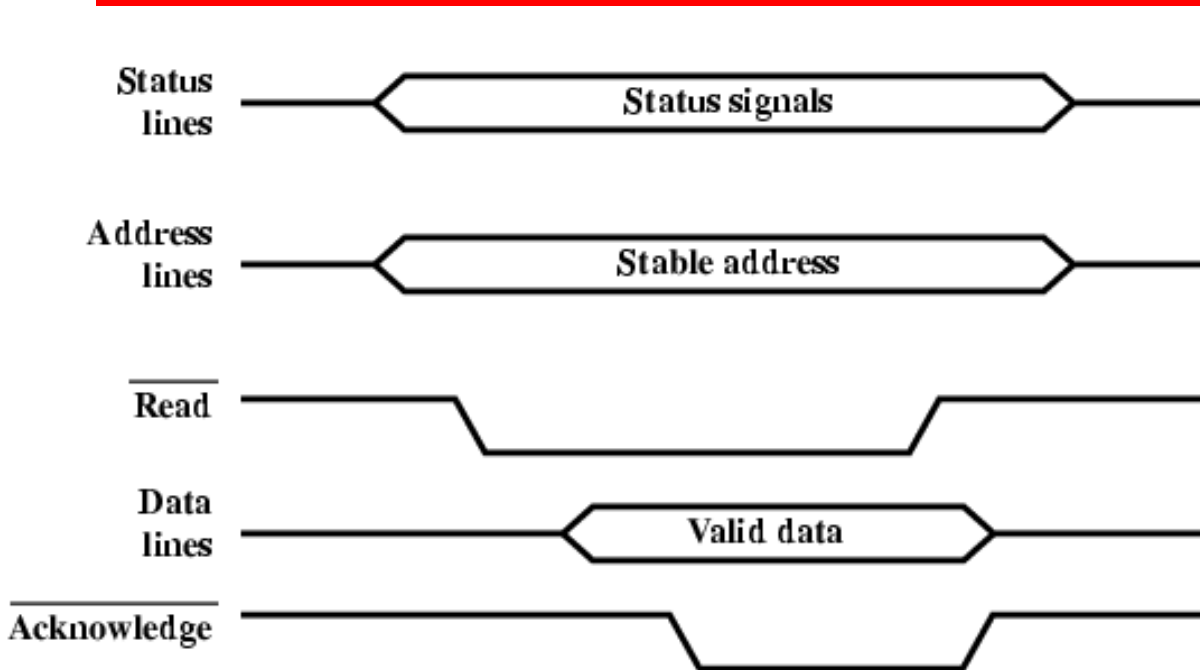 Status
lines
Status signals
Address
lines
Stable address
Read
Data
lines
Valid data
Acknowledge